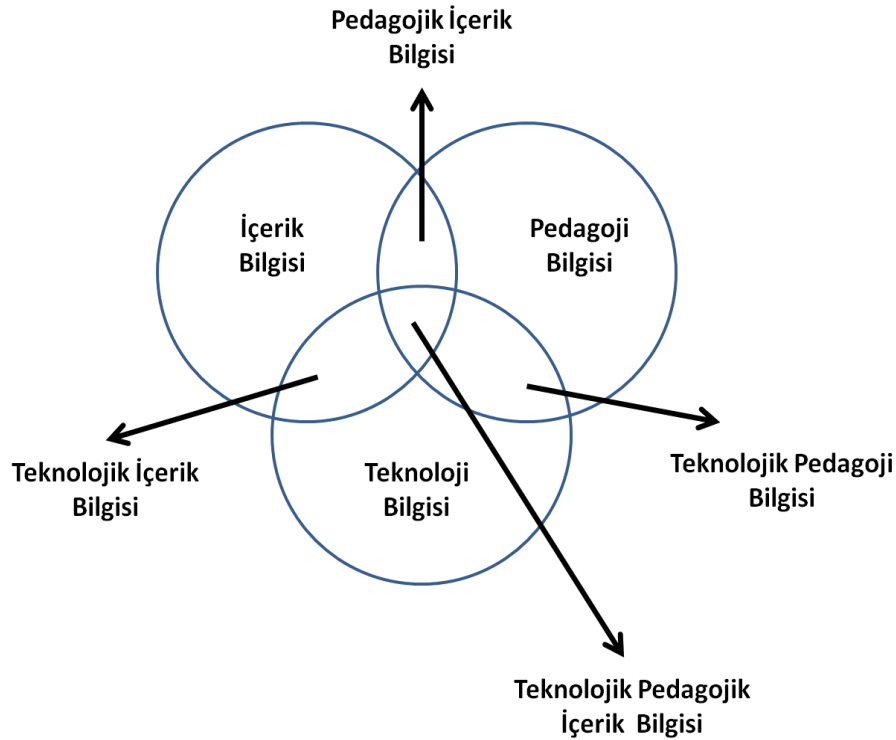 Pedagojik İçerik
Bilgisi
İçerik
Bilgisi
Pedagoji
Bilgisi
Teknolojik İçerik
Bilgisi
Teknoloji
Bilgisi
Teknolojik Pedagoji
Bilgisi
Teknolojik Pedagojik
İçerik Bilgisi